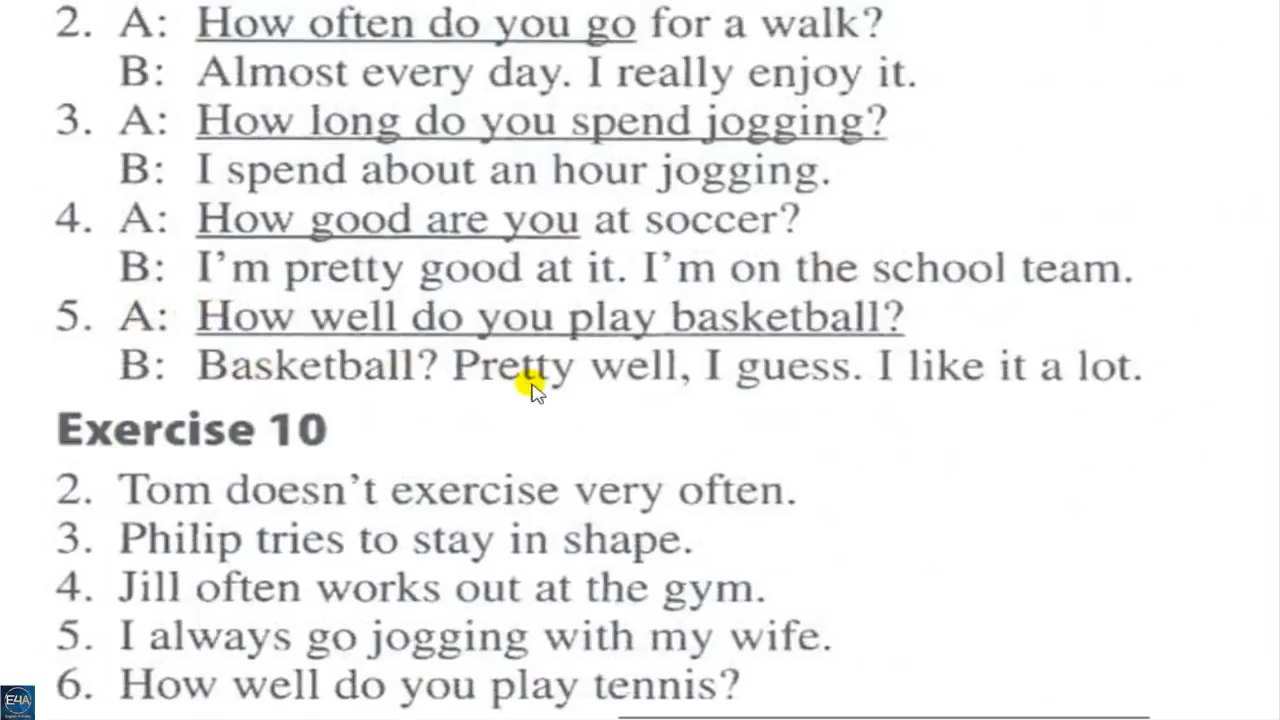 2. A: How often do you go for a walk?
B: Almost every day. I really enjoy it.
3. A: How long do you spend jogging?
B: I spend about an hour jogging.
4. A: How good are you at soccer?
B: I'm pretty good at it. I'm on the school team.
5. A: How well do you play basketball?
B: Basketball? Pretty well, I guess. I like it a lot.
Exercise 10
2. Tom doesn't exercise very often.
3. Philip tries to stay in shape.
4. Jill often works out at the gym.
5. I always go jogging with my wife.
6. How well do you play tennis?
E4A